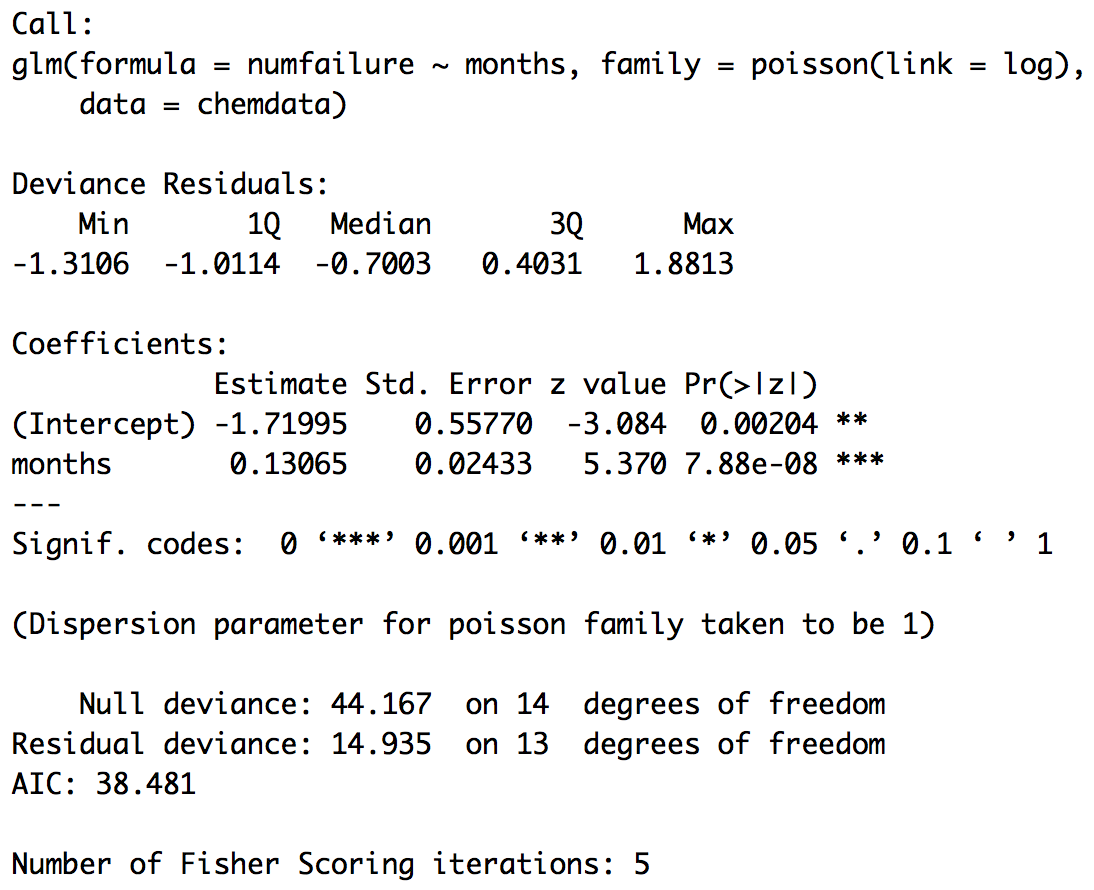 Call:
glm(formula = numfailure ~ months, family = poisson(link = log),
    data = chemdata)

Deviance Residuals:
    Min       1Q   Median       3Q      Max
-1.3106  -1.0114  -0.7003   0.4031   1.8813

Coefficients:
            Estimate Std. Error z value Pr(>|z|)
(Intercept) -1.71995    0.55770  -3.084  0.00204 **
months       0.13065    0.02433   5.370 7.88e-08 ***
---
Signif. codes:  0 ‘***’ 0.001 ‘**’ 0.01 ‘*’ 0.05 ‘.’ 0.1 ‘ ’ 1

(Dispersion parameter for poisson family taken to be 1)

    Null deviance: 44.167  on 14  degrees of freedom
Residual deviance: 14.935  on 13  degrees of freedom
AIC: 38.481

Number of Fisher Scoring iterations: 5